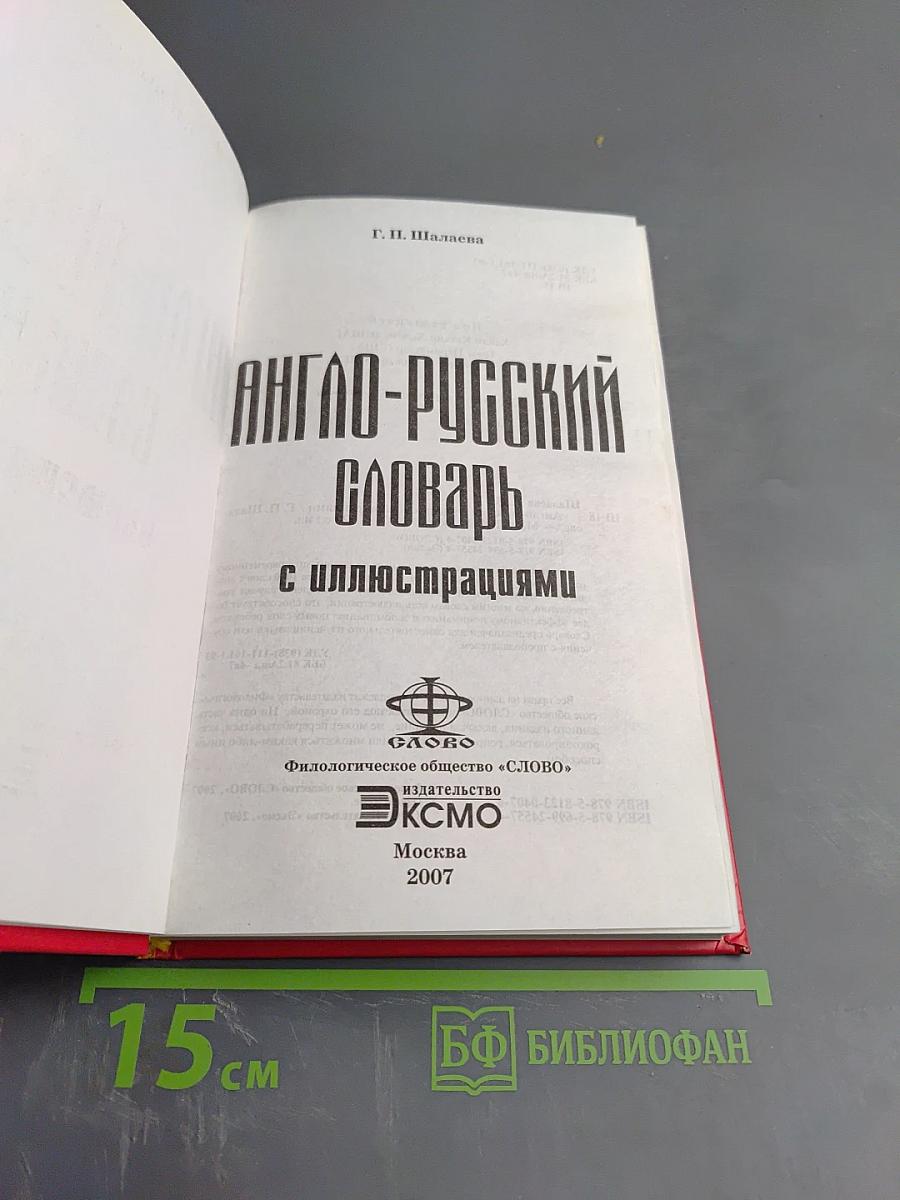 Г. П. Шалаева
АНГЛО-РУССКИЙ
СЛОВАРЬ
С ИЛЛЮСТРАЦИЯМИ
СЛОВО
Филологическое общество «СЛОВО»
издательство
ЭКСМО
Москва
2007
15 см
БФ БИБЛИОФАН